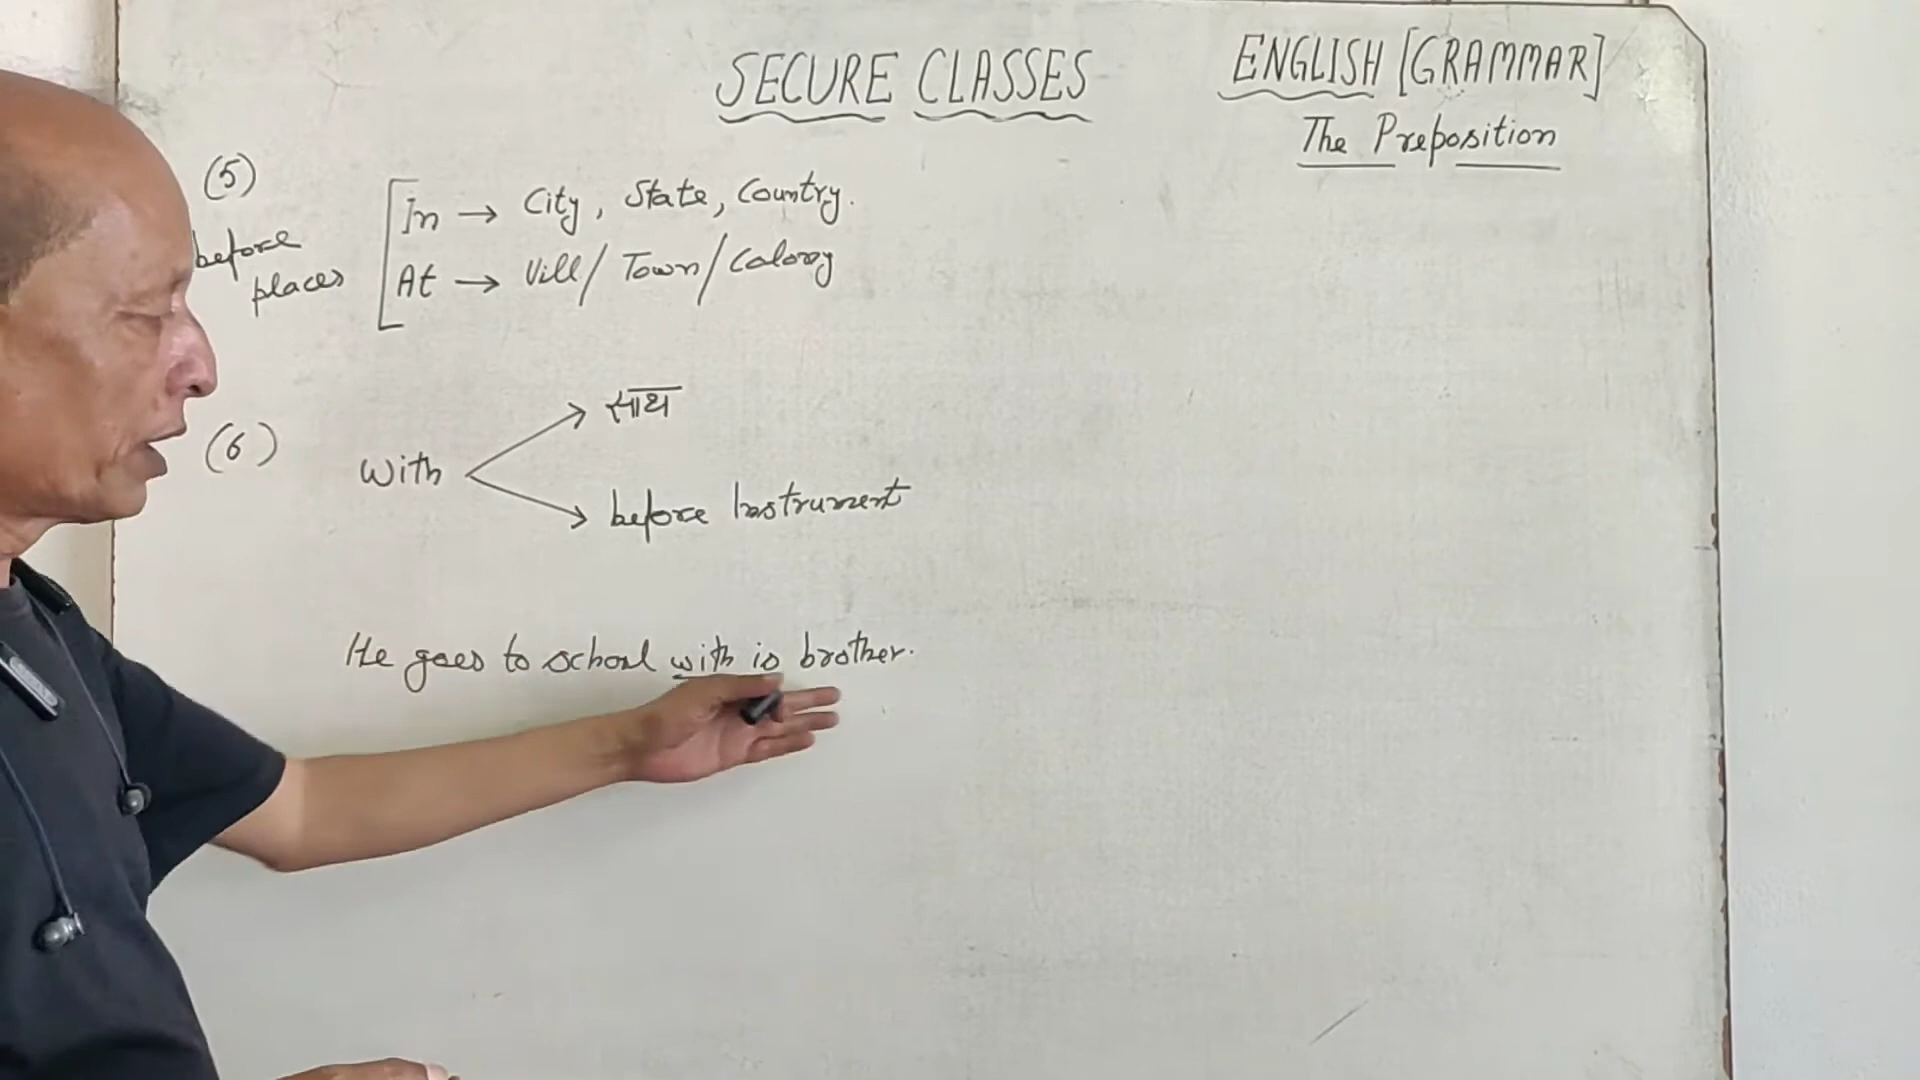 SECURE CLASSES
ENGLISH [GRAMMAR]
The Preposition
(5)
before
places
In → City, State, Country.
At → Vill/ Town/ Colony
(6)
With
साथ
before Instrument
He goes to school with is brother.